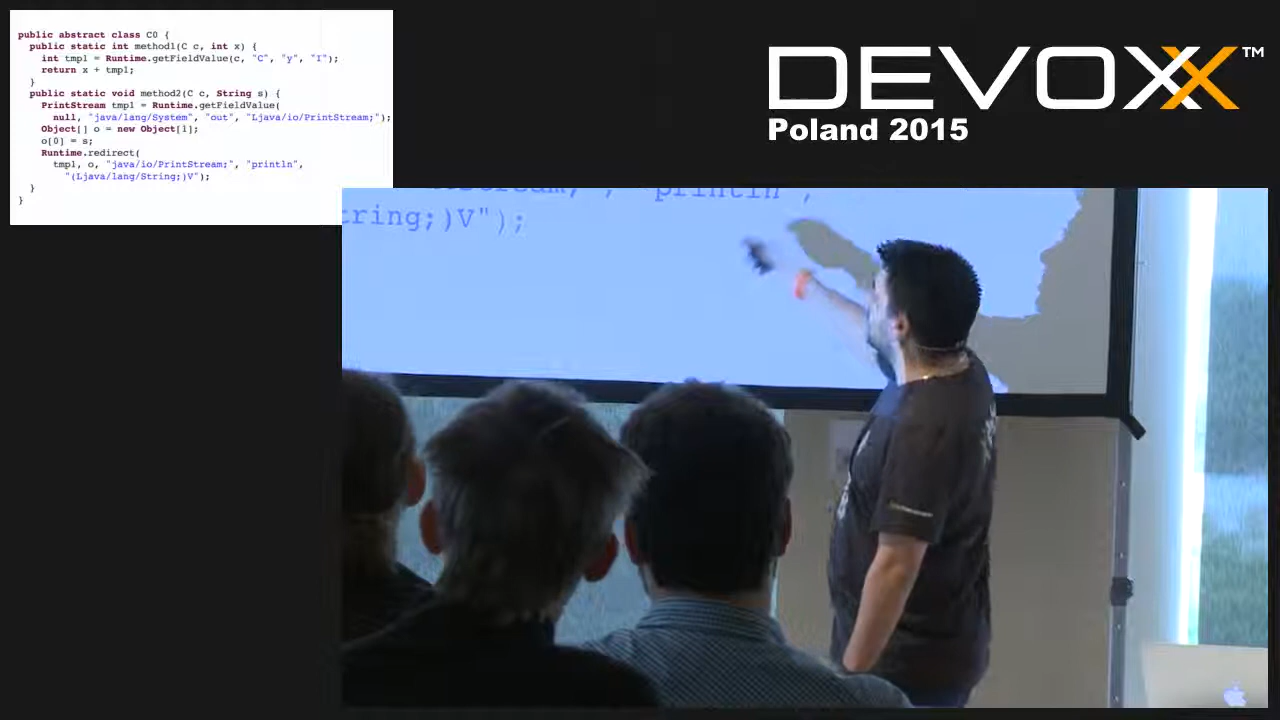 public abstract class C0 {
public static int method1(C c, int x) {
int tmp1 = Runtime.getFieldValue(c, "C", "y", "I");
return x + tmp1;
}
public static void method2(C c, String s) {
PrintStream tmp1 = Runtime.getFieldValue(
null, "java/lang/System", "out", "Ljava/io/PrintStream;");
Object[] o = new Object[1];
o[0] = s;
Runtime.redirect(
tmp1, o, "java/io/PrintStream;", "println",
"(Ljava/lang/String;)V");
}
}
DEVOXX™
Poland 2015
println",
tring;)V");